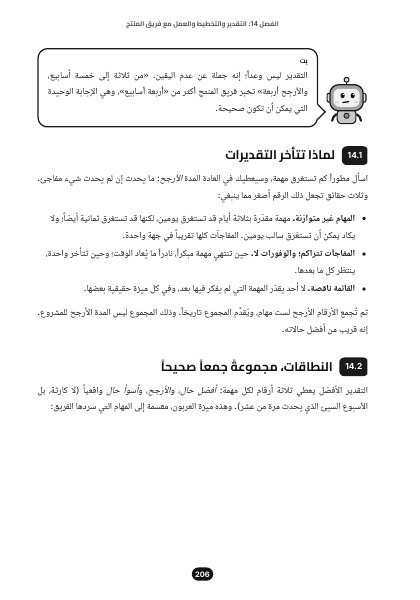 الفصل 14: التقدير والتخطيط والعمل مع فريق المنتج
بِت
التقدير ليس وعداً؛ إنه جملة عن عدم اليقين. «من ثلاثة إلى خمسة أسابيع،
والأرجح أربعة» تخبر فريق المنتج أكثر من «أربعة أسابيع»، وهي الإجابة الوحيدة
التي يمكن أن تكون صحيحة.
14.1 لماذا تتأخر التقديرات
اسأل مطوراً كم تستغرق مهمة، وسيعطيك في العادة المدة الأرجح: ما يحدث إن لم يحدث شيء مفاجئ.
وثلاث حقائق تجعل ذلك الرقم أصغر مما ينبغي:
• المهام غير متوازنة. مهمة مقدّرة بثلاثة أيام قد تستغرق يومين، لكنها قد تستغرق ثمانية أيضاً؛ ولا
يكاد يمكن أن تستغرق سالب يومين. المفاجآت كلها تقريباً في جهة واحدة.
• المفاجآت تتراكم؛ والوفورات لا. حين تنتهي مهمة مبكراً، نادراً ما يُعاد الوقت؛ وحين تتأخر واحدة،
ينتظر كل ما بعدها.
• القائمة ناقصة. لا أحد يقدّر المهمة التي لم يفكر فيها بعد، وفي كل ميزة حقيقية بعضها.
ثم تُجمع الأرقام الأرجح لست مهام، ويُقدَّم المجموع تاريخاً. وذلك المجموع ليس المدة الأرجح للمشروع.
إنه قريب من أفضل حالاته.
14.2 النطاقات، مجموعةً جمعاً صحيحاً
التقدير الأفضل يعطي ثلاثة أرقام لكل مهمة: أفضل حال، والأرجح، وأسوأ حال واقعياً (لا كارثة، بل
الأسبوع السيئ الذي يحدث مرة من عشر). وهذه ميزة العربون، مقسمة إلى المهام التي سردها الفريق:
206